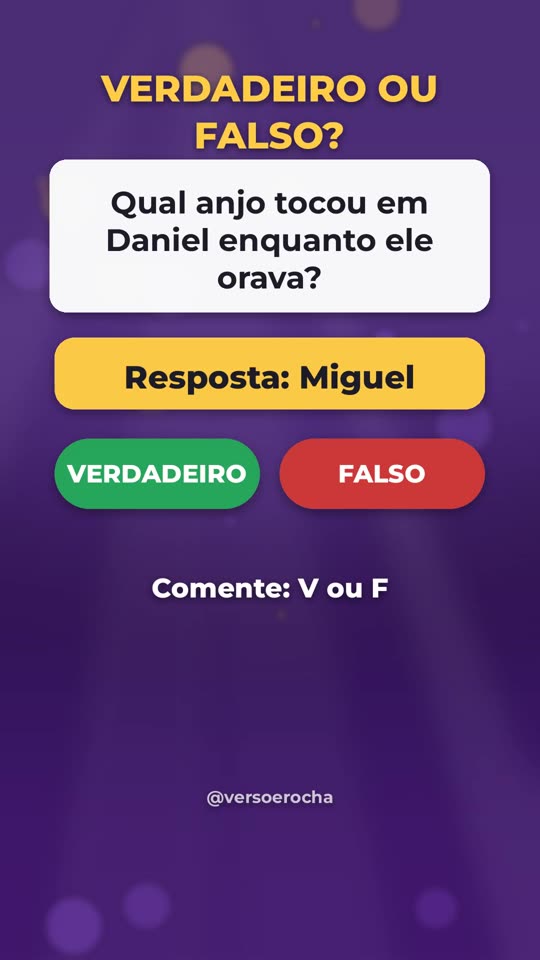 VERDADEIRO OU
FALSO?
Qual anjo tocou em
Daniel enquanto ele
orava?
Resposta: Miguel
VERDADEIRO
FALSO
Comente: V ou F
@versoerocha